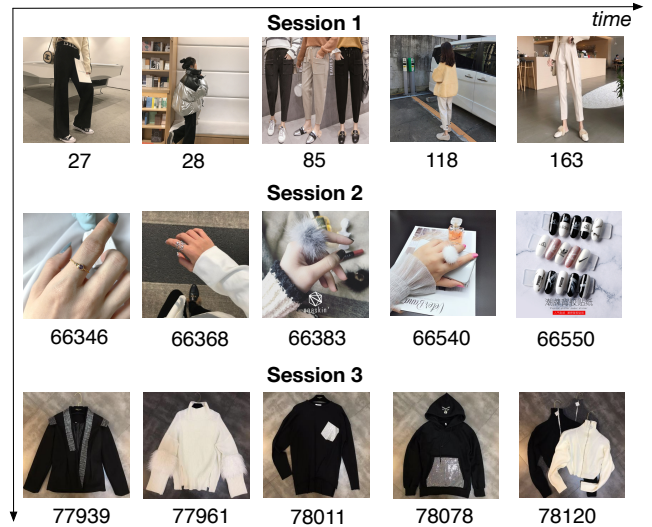 Session 1
time
27 28 85 118 163
Session 2
66346 66368 66383 66540 66550
Session 3
77939 77961 78011 78078 78120